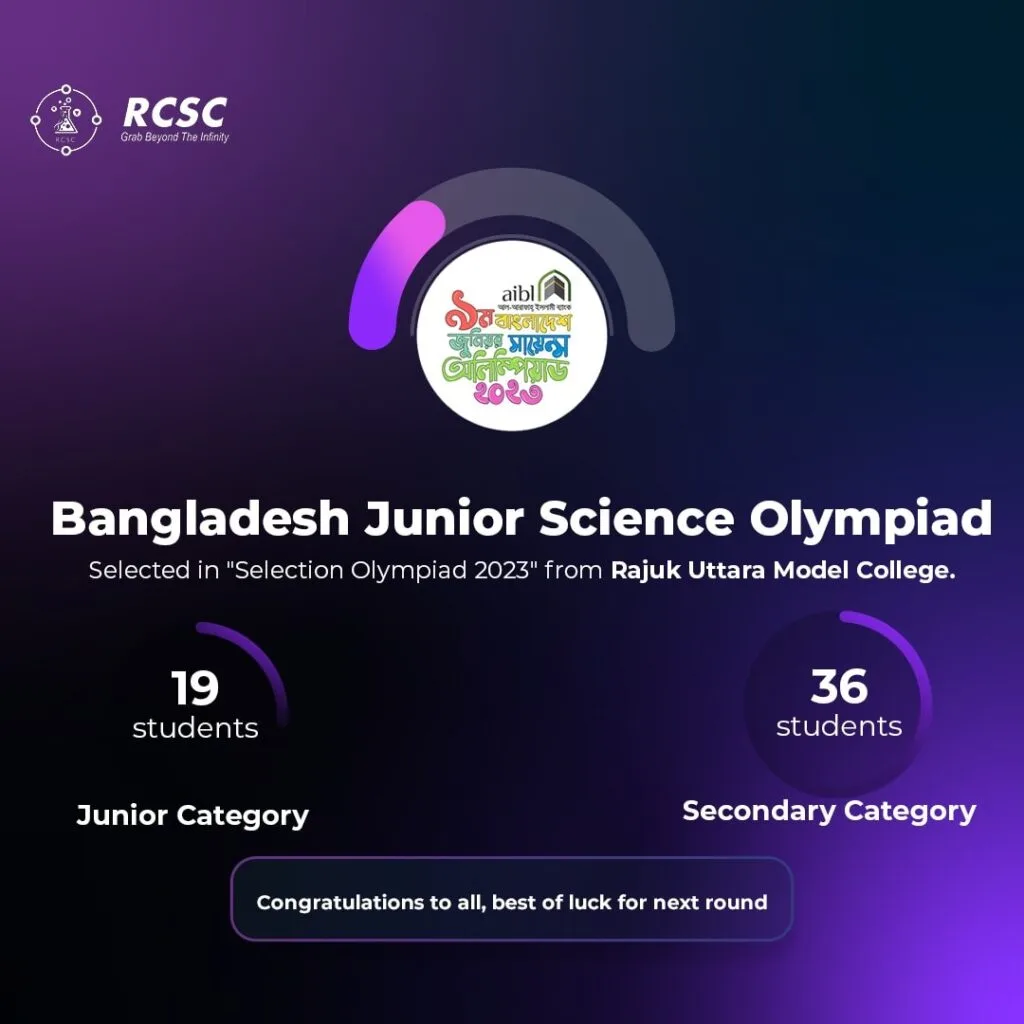 RCSC
Grab Beyond The Infinity
RCSC
aibl
আল-আরাফাহ্ ইসলামী ব্যাংক
৯ম বাংলাদেশ
জুনিয়র সায়েন্স
অলিম্পিয়াড
২০২৩
Bangladesh Junior Science Olympiad
Selected in "Selection Olympiad 2023" from Rajuk Uttara Model College.
19
students
Junior Category
36
students
Secondary Category
Congratulations to all, best of luck for next round